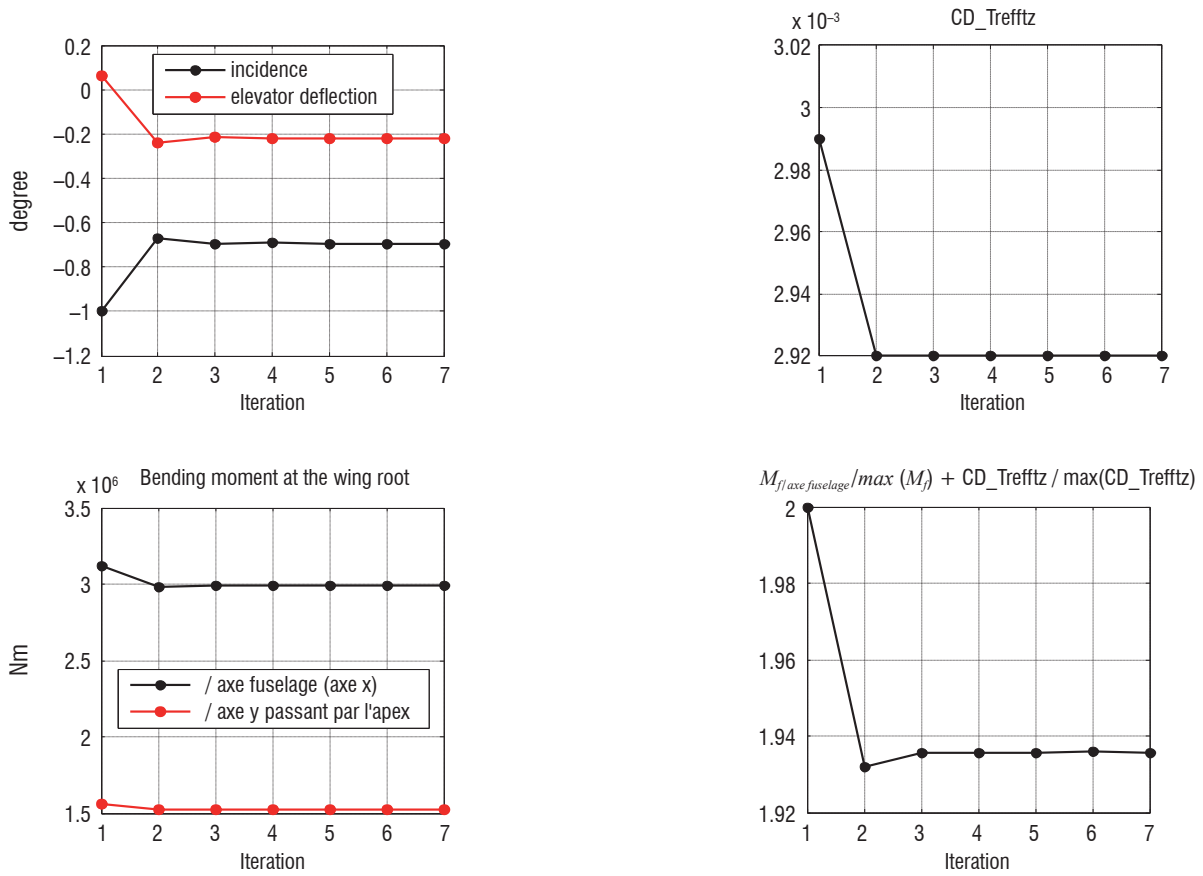 0.2
0
−0.2
−0.4
−0.6
−0.8
−1
−1.2
degree
incidence
elevator deflection
1 2 3 4 5 6 7
Iteration
CD_Trefftz
x 10⁻³
3.02
3
2.98
2.96
2.94
2.92
1 2 3 4 5 6 7
Iteration
Bending moment at the wing root
x 10⁶
3.5
3
2.5
2
1.5
Nm
/ axe fuselage (axe x)
/ axe y passant par l'apex
1 2 3 4 5 6 7
Iteration
M_{f/axe fuselage}/max (M_f) + CD_Trefftz / max(CD_Trefftz)
2
1.98
1.96
1.94
1.92
1 2 3 4 5 6 7
Iteration